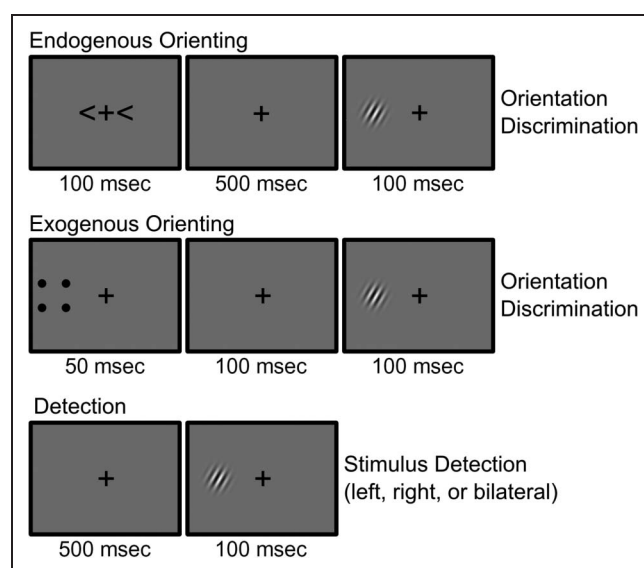 Endogenous Orienting
<+<
+
+
Orientation
Discrimination
100 msec
500 msec
100 msec
Exogenous Orienting
+
+
+
Orientation
Discrimination
50 msec
100 msec
100 msec
Detection
+
+
Stimulus Detection
(left, right, or bilateral)
500 msec
100 msec